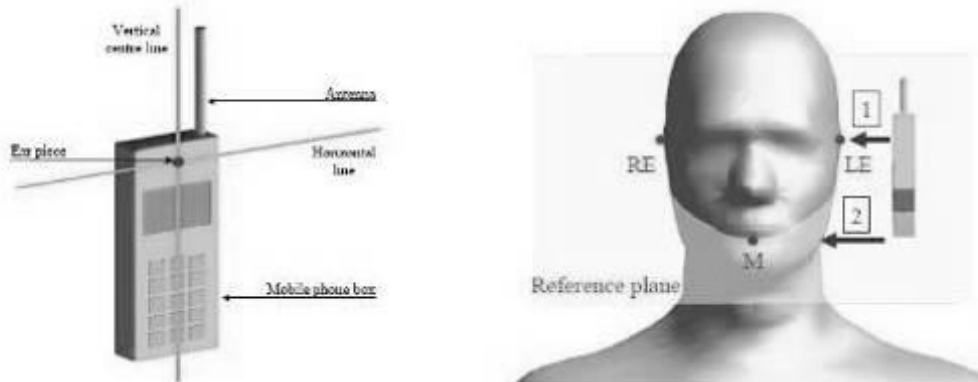 Vertical
centre line
Antenna
Ear piece
Horizontal
line
Mobile phone box
1
RE
LE
2
M
Reference plane